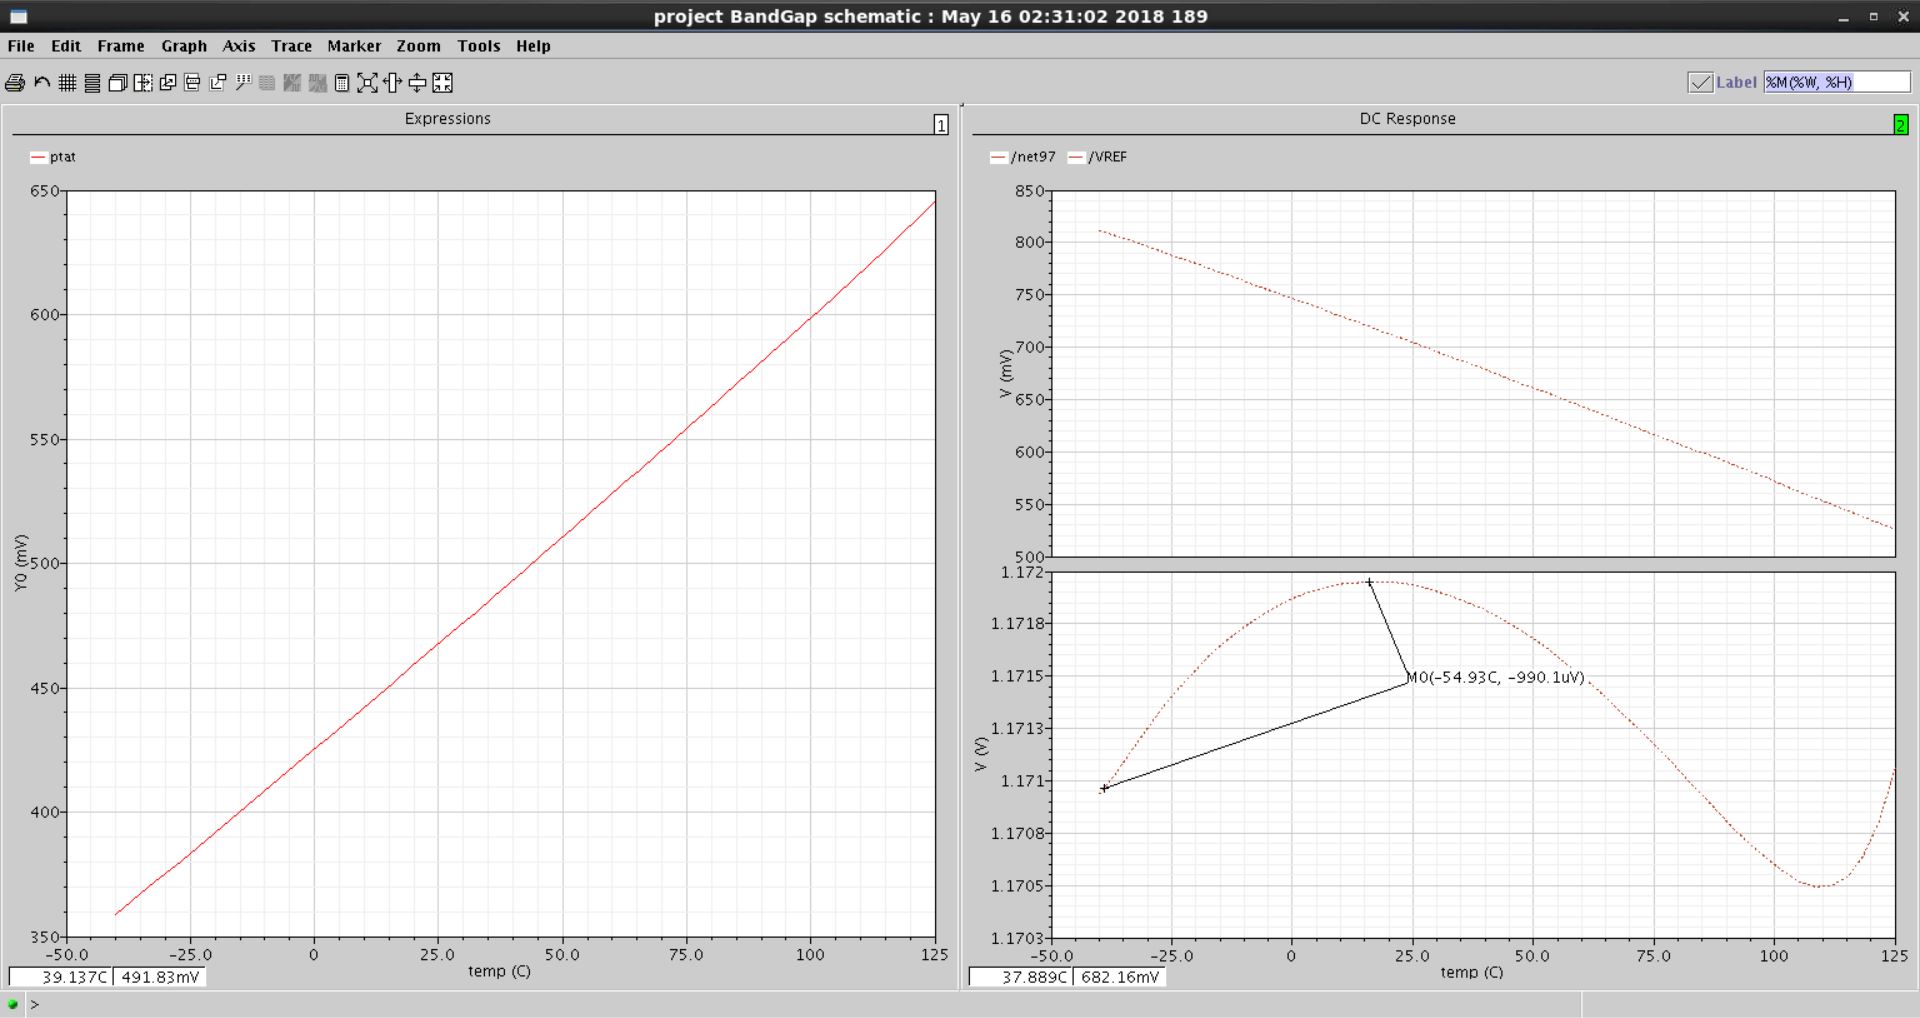 project BandGap schematic : May 16 02:31:02 2018 189
File Edit Frame Graph Axis Trace Marker Zoom Tools Help
Label %M(%W, %H)
Expressions
1
ptat
650
600
550
500
450
400
350
Y0 (mV)
-50.0 -25.0 0 25.0 50.0 75.0 100 125
temp (C)
39.137C 491.83mV
DC Response
2
/net97 /VREF
850
800
750
700
650
600
550
500
V (mV)
1.172
1.1718
1.1715
1.1713
1.171
1.1708
1.1705
1.1703
V (V)
M0(-54.93C, -990.1uV)
-50.0 -25.0 0 25.0 50.0 75.0 100 125
temp (C)
37.889C 682.16mV
>